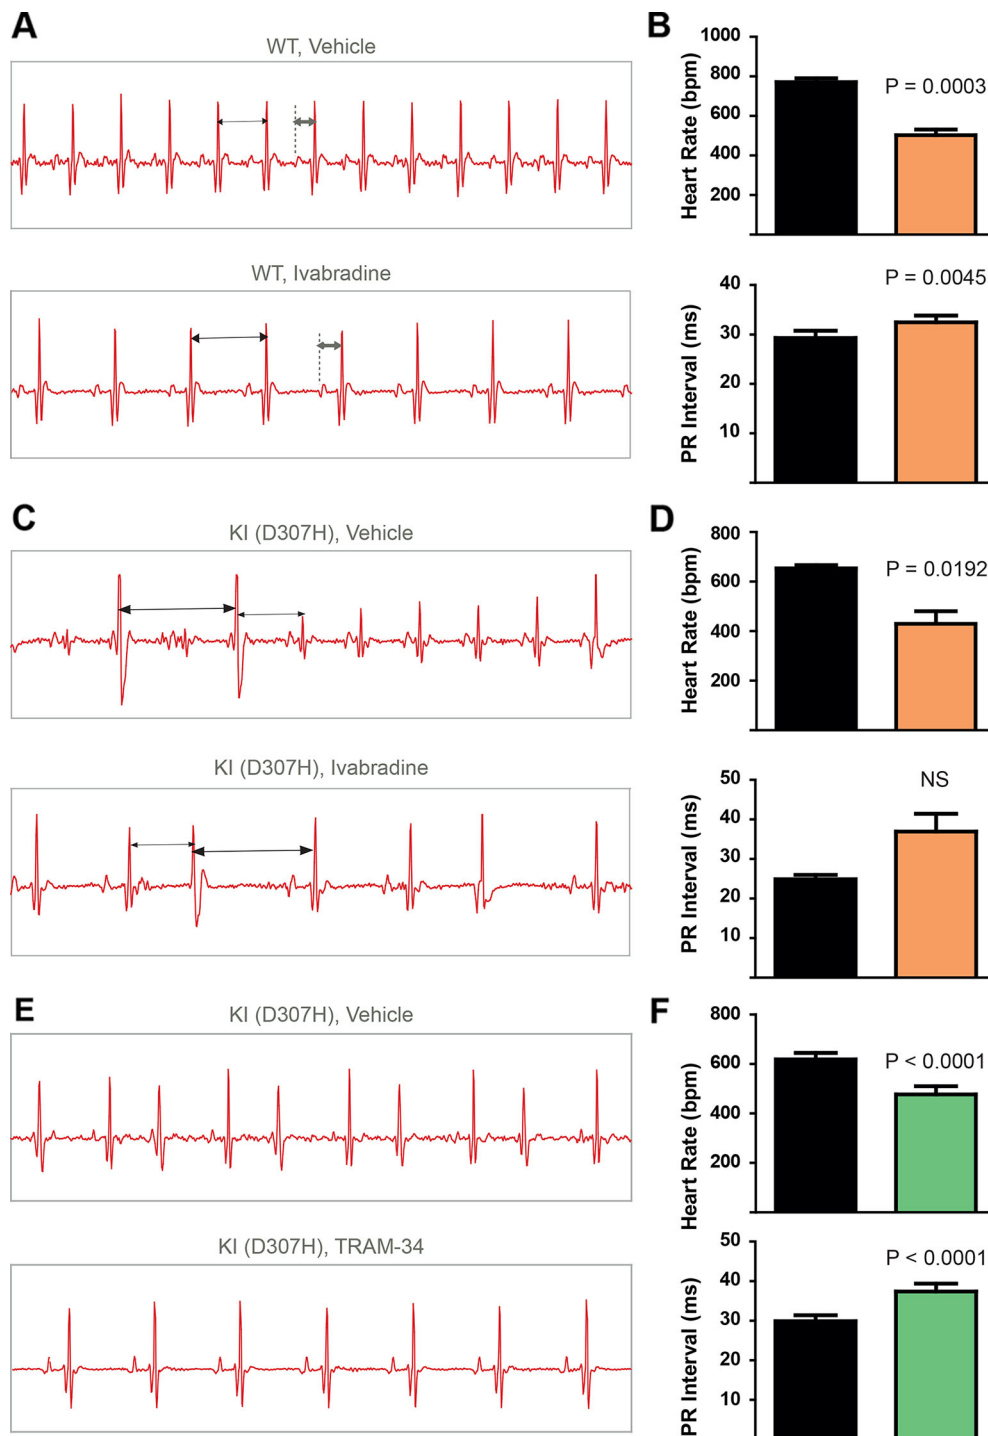 A
WT, Vehicle
WT, Ivabradine
B
Heart Rate (bpm)
1000
800
600
400
200
P = 0.0003
PR Interval (ms)
40
30
20
10
P = 0.0045
C
KI (D307H), Vehicle
KI (D307H), Ivabradine
D
Heart Rate (bpm)
800
600
400
200
P = 0.0192
PR Interval (ms)
50
40
30
20
10
NS
E
KI (D307H), Vehicle
KI (D307H), TRAM-34
F
Heart Rate (bpm)
800
600
400
200
P < 0.0001
PR Interval (ms)
50
40
30
20
10
P < 0.0001